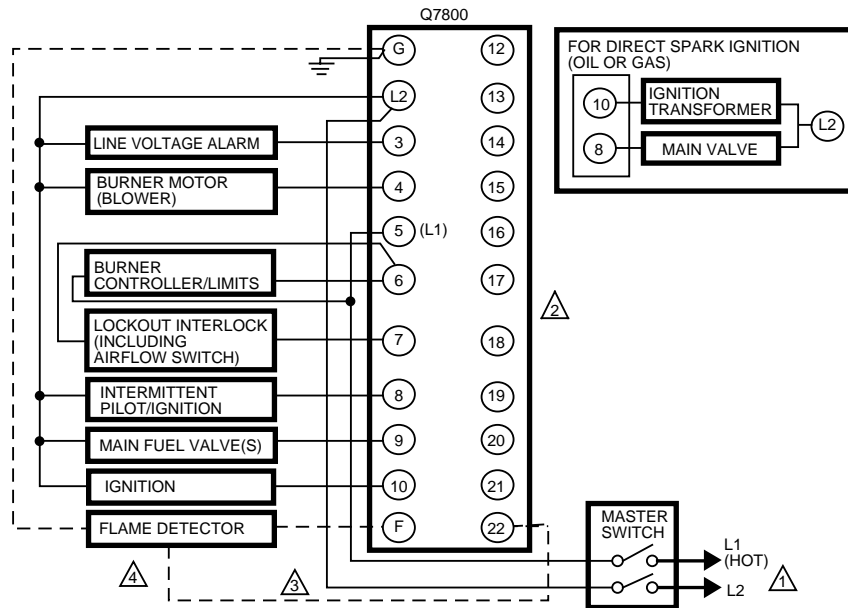 Q7800
G
12
L2
13
LINE VOLTAGE ALARM
3
14
BURNER MOTOR
(BLOWER)
4
15
5
(L1)
16
BURNER
CONTROLLER/LIMITS
6
17
LOCKOUT INTERLOCK
(INCLUDING
AIRFLOW SWITCH)
7
18
INTERMITTENT
PILOT/IGNITION
8
19
MAIN FUEL VALVE(S)
9
20
IGNITION
10
21
FLAME DETECTOR
F
22
4
3
2
FOR DIRECT SPARK IGNITION
(OIL OR GAS)
10
IGNITION
TRANSFORMER
8
MAIN VALVE
L2
MASTER
SWITCH
L1
(HOT)
L2
1